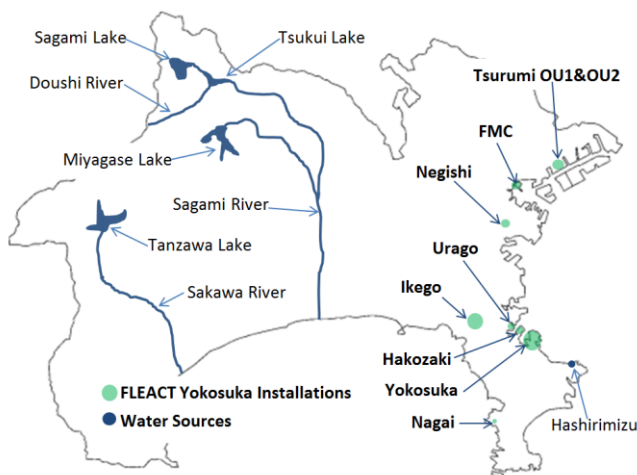 Sagami Lake
Tsukui Lake
Doushi River
Tsurumi OU1&OU2
FMC
Miyagase Lake
Negishi
Sagami River
Urago
Tanzawa Lake
Ikego
Sakawa River
Hakozaki
FLEACT Yokosuka Installations
Yokosuka
Water Sources
Nagai
Hashirimizu